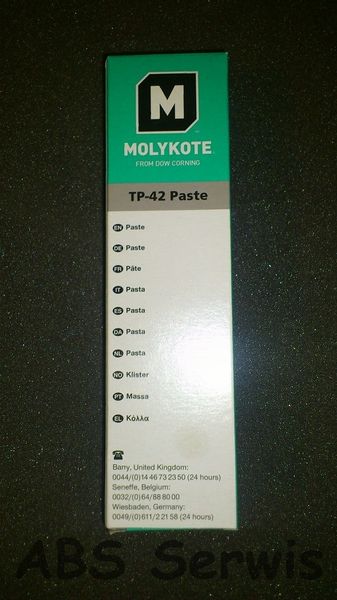 M
MOLYKOTE
FROM DOW CORNING
TP-42 Paste
EN Paste
DE Paste
FR Pâte
IT Pasta
ES Pasta
DA Pasta
NL Pasta
NO Klister
PT Massa
EL Κόλλα
Barry, United Kingdom:
0044/(0)14 46 73 23 50 (24 hours)
Seneffe, Belgium:
0032/(0)64/88 80 00
Wiesbaden, Germany:
0049/(0)611/2 21 58 (24 hours)
ABS Serwis